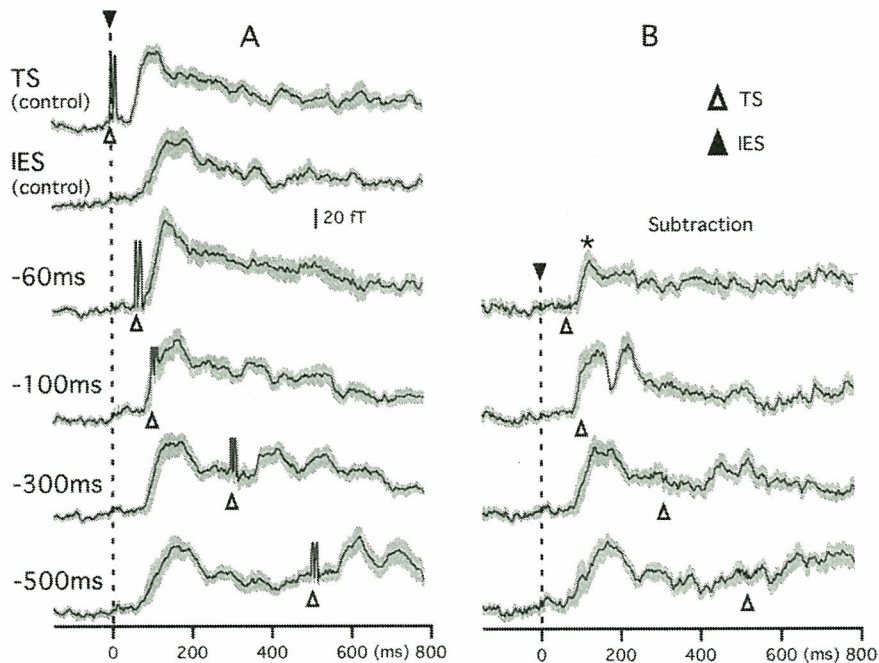 A
B
TS
(control)
TS
IES
IES
(control)
20 fT
Subtraction
*
-60ms
-100ms
-300ms
-500ms
0 200 400 600 (ms) 800
0 200 400 600 (ms) 800